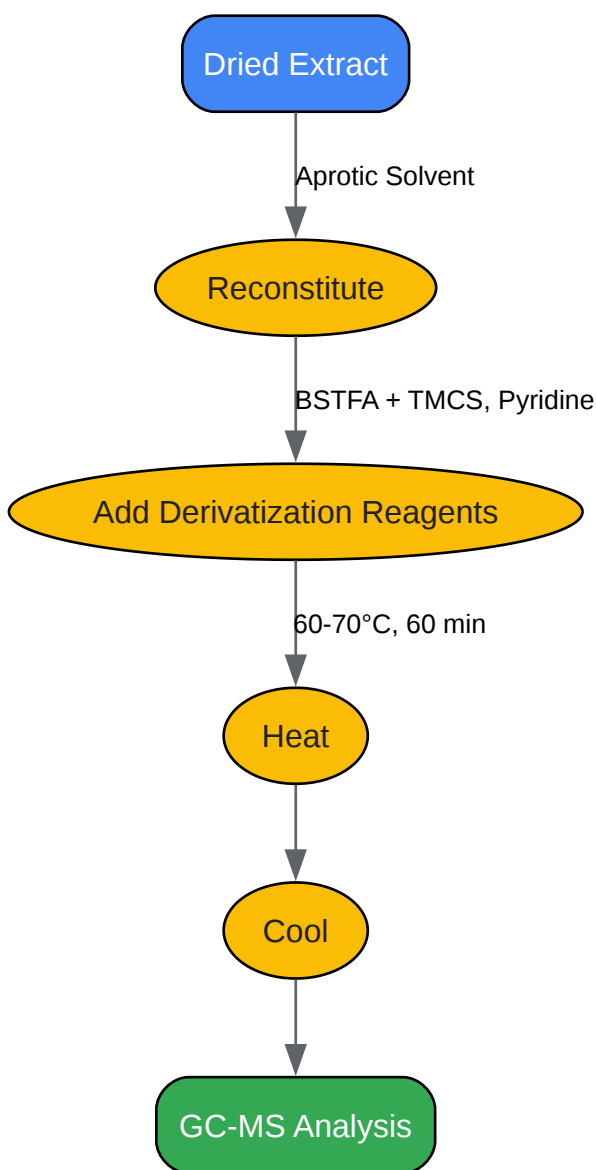 Dried Extract
Aprotic Solvent
Reconstitute
BSTFA + TMCS, Pyridine
Add Derivatization Reagents
60-70°C, 60 min
Heat
Cool
GC-MS Analysis